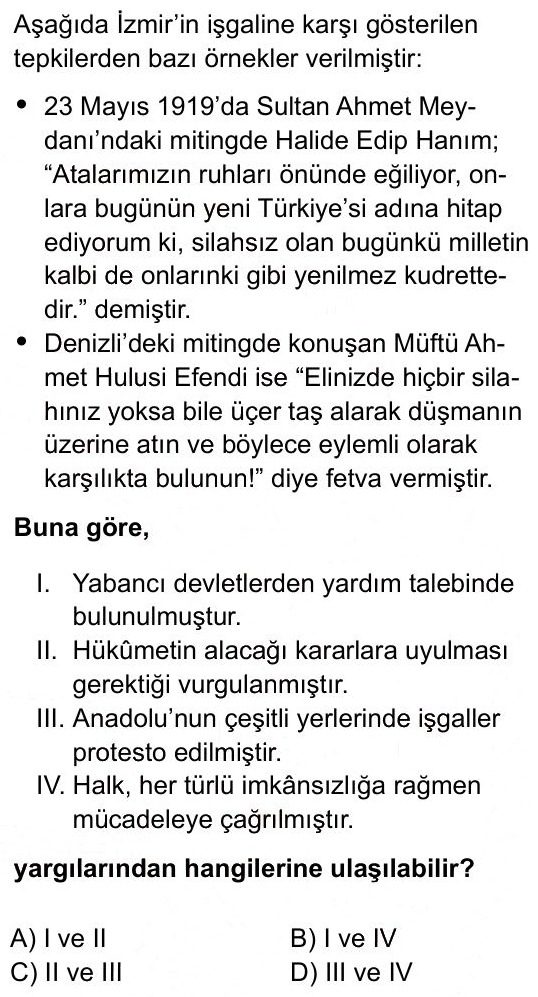 Aşağıda İzmir’in işgaline karşı gösterilen
tepkilerden bazı örnekler verilmiştir:
• 23 Mayıs 1919’da Sultan Ahmet Mey-
danı’ndaki mitingde Halide Edip Hanım;
“Atalarımızın ruhları önünde eğiliyor, on-
lara bugünün yeni Türkiye’si adına hitap
ediyorum ki, silahsız olan bugünkü milletin
kalbi de onlarınki gibi yenilmez kudrette-
dir.” demiştir.
• Denizli’deki mitingde konuşan Müftü Ah-
met Hulusi Efendi ise “Elinizde hiçbir sila-
hınız yoksa bile üçer taş alarak düşmanın
üzerine atın ve böylece eylemli olarak
karşılıkta bulunun!” diye fetva vermiştir.
Buna göre,
I. Yabancı devletlerden yardım talebinde
bulunulmuştur.
II. Hükûmetin alacağı kararlara uyulması
gerektiği vurgulanmıştır.
III. Anadolu’nun çeşitli yerlerinde işgaller
protesto edilmiştir.
IV. Halk, her türlü imkânsızlığa rağmen
mücadeleye çağrılmıştır.
yargılarından hangilerine ulaşılabilir?
A) I ve II B) I ve IV
C) II ve III D) III ve IV